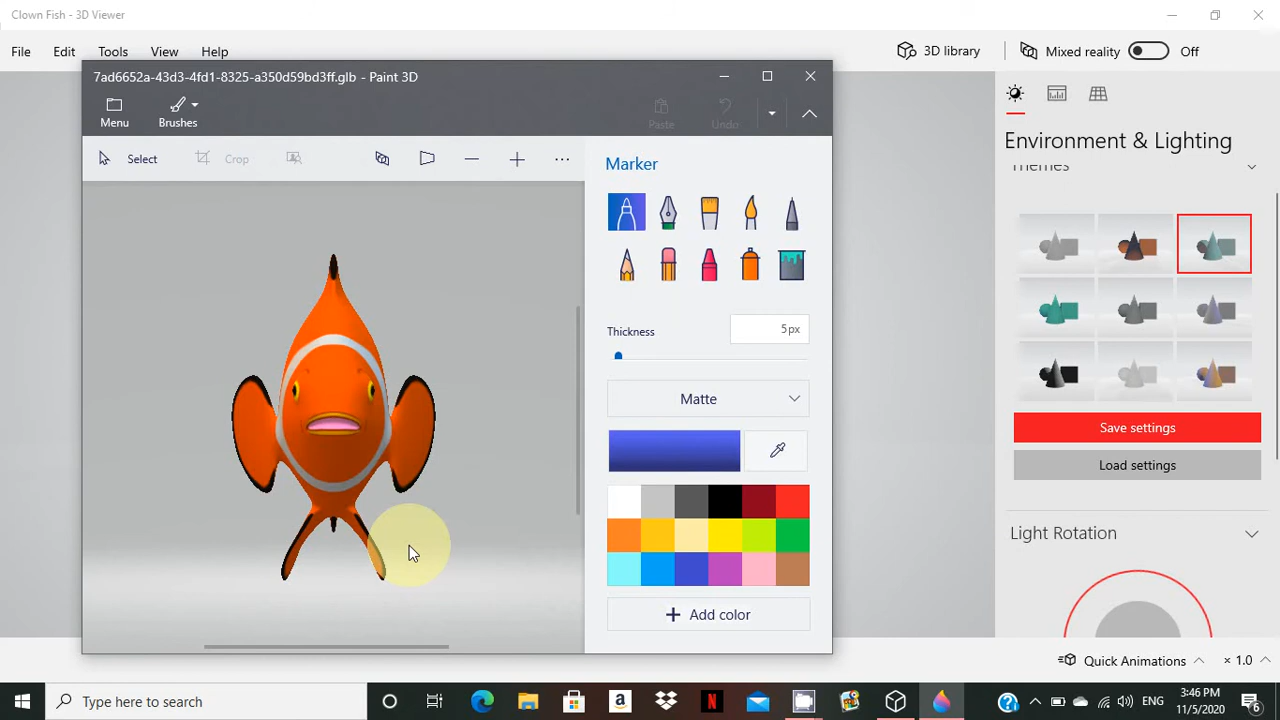 Clown Fish - 3D Viewer
File Edit Tools View Help
3D library
Mixed reality Off
7ad6652a-43d3-4fd1-8325-a350d59bd3ff.glb - Paint 3D
Menu
Brushes
Paste
Undo
Select
Crop
Marker
Thickness
5px
Matte
Add color
Environment & Lighting
Themes
Save settings
Load settings
Light Rotation
Quick Animations
× 1.0
Type here to search
a
N
ENG
3:46 PM
11/5/2020
6